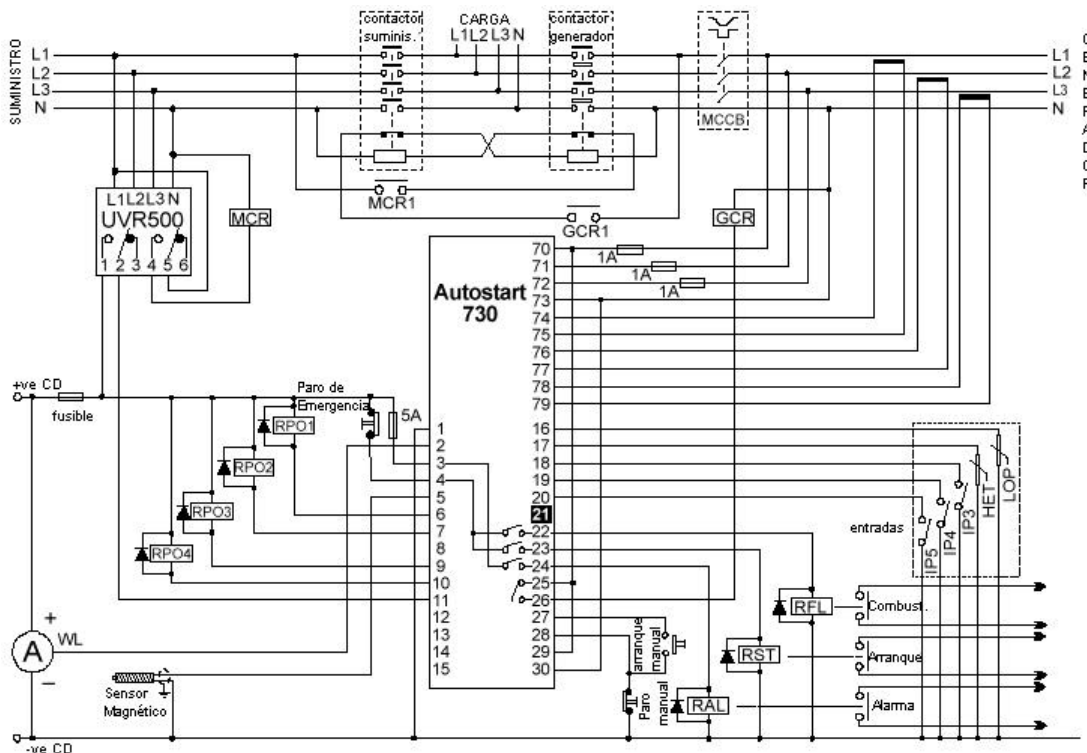 contactor
suminis.
CARGA
L1 L2 L3 N
contactor
generador
SUMINISTRO
L1
L2
L3
N
L1
L2
L3
N
MCCB
MCR1
GCR1
GCR
L1 L2 L3 N
UVR500
1 2 3 4 5 6
MCR
Autostart
730
70
71
72
73
74
75
76
77
78
79
16
17
18
19
20
21
22
23
24
25
26
27
28
29
30
1A
1A
1A
1
2
3
4
5
6
7
8
9
10
11
12
13
14
15
+ve CD
fusible
Paro de
Emergencia
5A
RPO1
RPO2
RPO3
RPO4
+
A
WL
−
Sensor
Magnético
-ve CD
arranque
manual
Paro
manual
entradas
IP5
IP4
IP3
HET
LOP
RFL
RST
RAL
Combust.
Arranque
Alarma